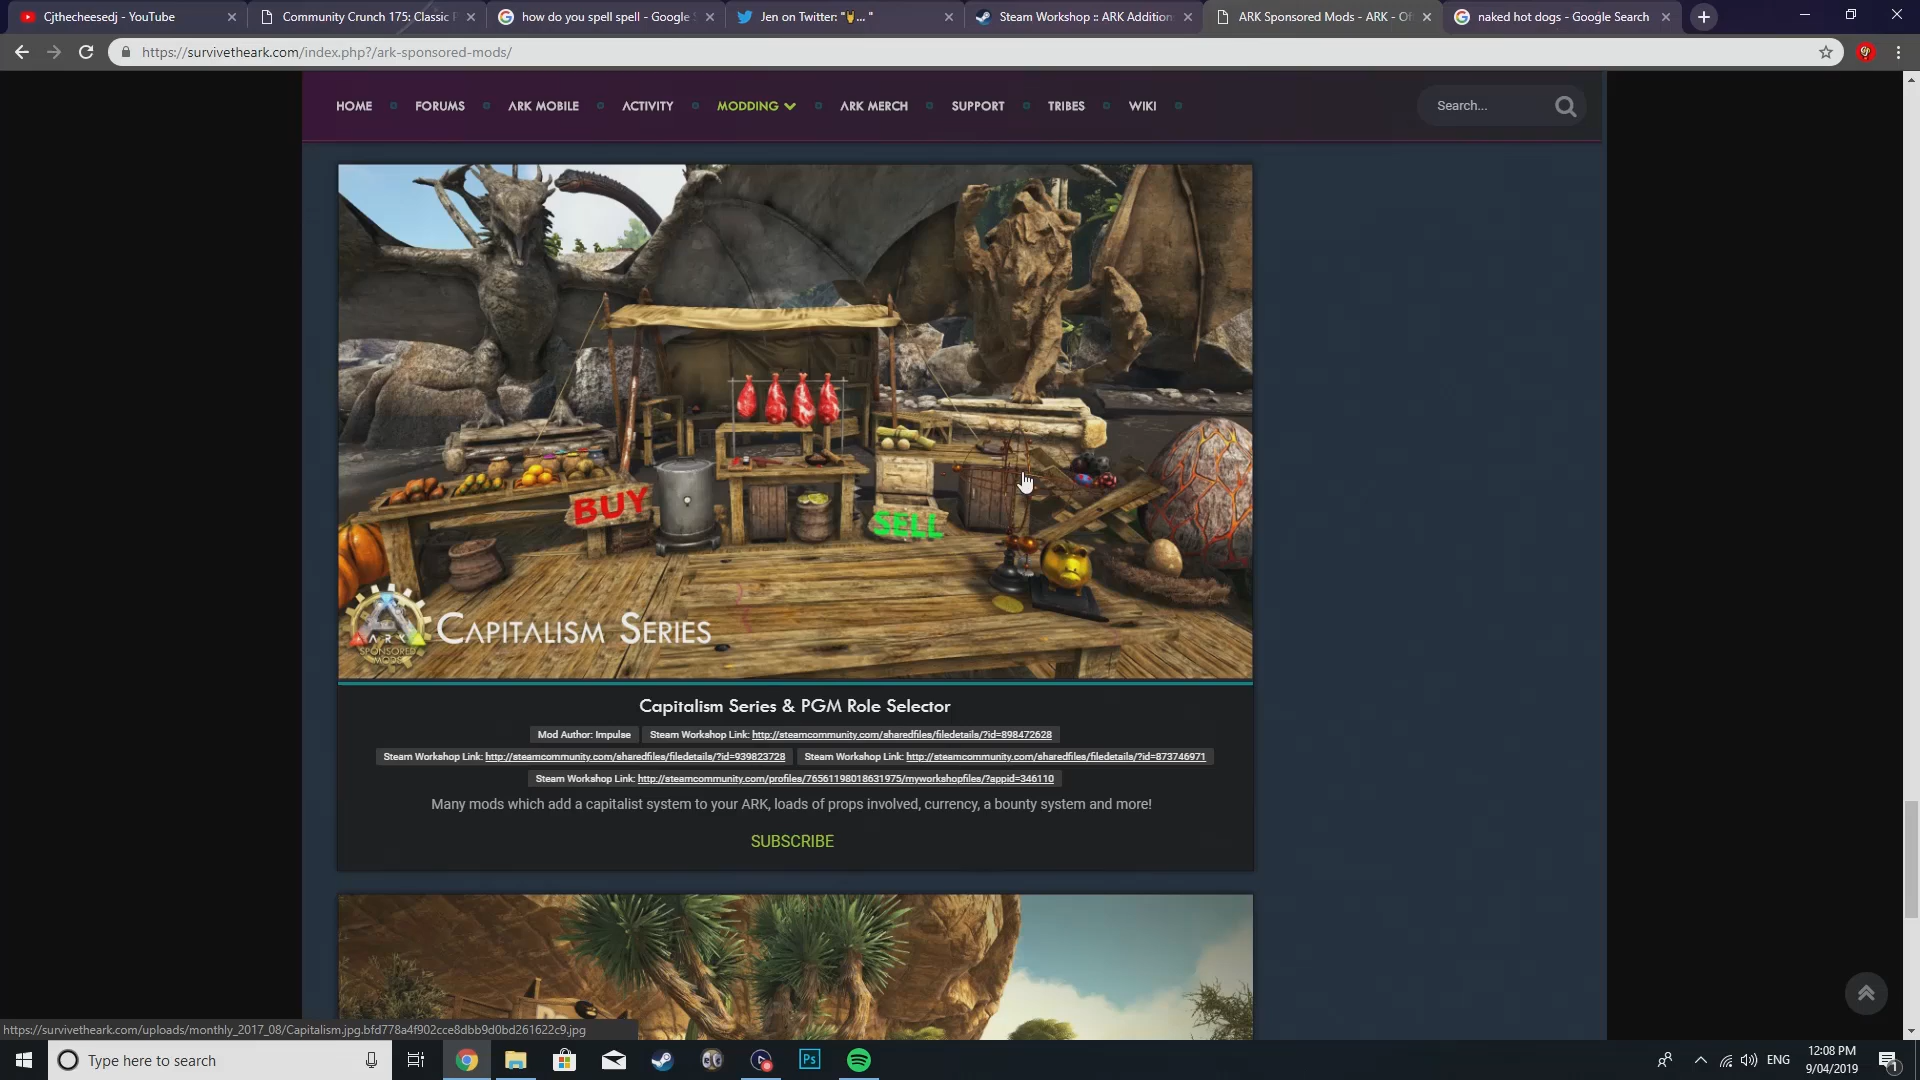 Cjthecheesedj - YouTube
Community Crunch 175: Classic
how do you spell spell - Google
Jen on Twitter: "🤘... "
Steam Workshop :: ARK Addition
ARK Sponsored Mods - ARK - Of
naked hot dogs - Google Search
https://survivetheark.com/index.php?/ark-sponsored-mods/
HOME
FORUMS
ARK MOBILE
ACTIVITY
MODDING
ARK MERCH
SUPPORT
TRIBES
WIKI
Search...
BUY
SELL
ARK
SPONSORED
MODS
CAPITALISM SERIES
Capitalism Series & PGM Role Selector
Mod Author: Impulse
Steam Workshop Link: http://steamcommunity.com/sharedfiles/filedetails/?id=898472628
Steam Workshop Link: http://steamcommunity.com/sharedfiles/filedetails/?id=939823728
Steam Workshop Link: http://steamcommunity.com/sharedfiles/filedetails/?id=873746971
Steam Workshop Link: http://steamcommunity.com/profiles/76561198018631975/myworkshopfiles/?appid=346110
Many mods which add a capitalist system to your ARK, loads of props involved, currency, a bounty system and more!
SUBSCRIBE
https://survivetheark.com/uploads/monthly_2017_08/Capitalism.jpg.bfd778a4f902cce8dbb9d0bd261622c9.jpg
Type here to search
Ps
ENG
12:08 PM
9/04/2019
1